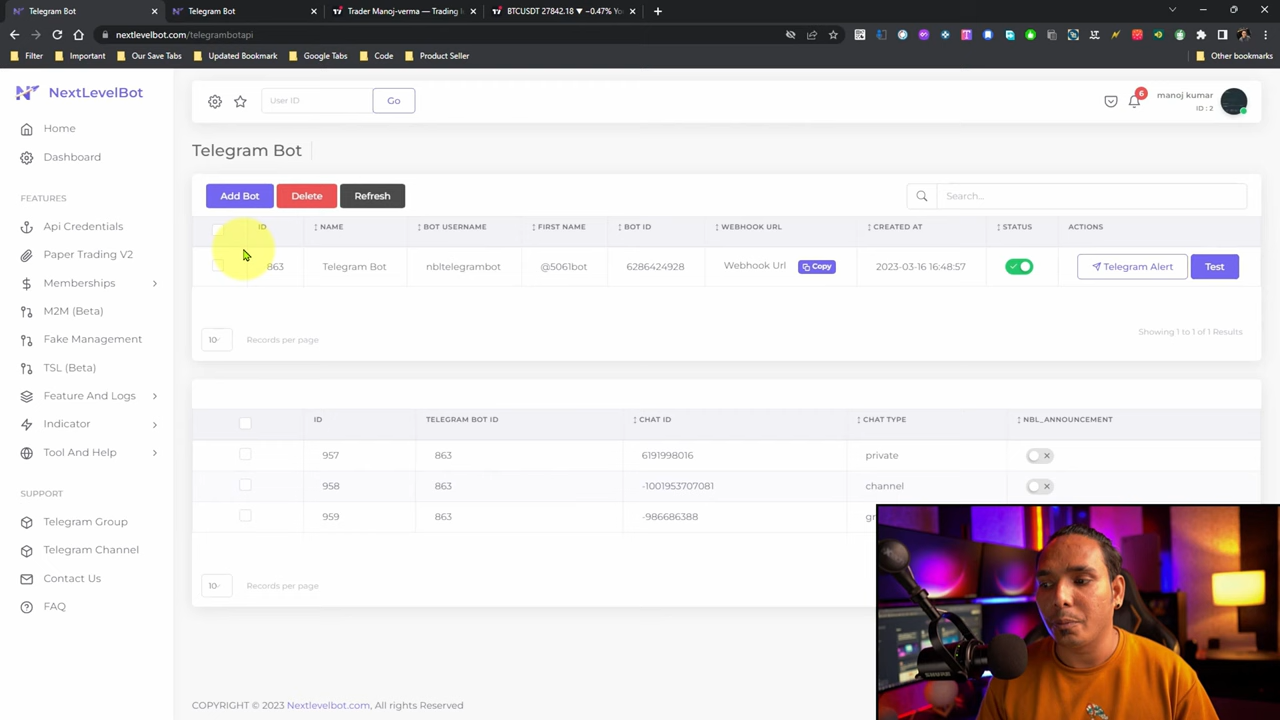 Telegram Bot
Telegram Bot
Trader Manoj-verma — Trading I
BTCUSDT 27842.18 ▼ −0.47% Yo
nextlevelbot.com/telegrambotapi
Filter
Important
Our Save Tabs
Updated Bookmark
Google Tabs
Code
Product Seller
Other bookmarks
NextLevelBot
Home
Dashboard
FEATURES
Api Credentials
Paper Trading V2
Memberships
M2M (Beta)
Fake Management
TSL (Beta)
Feature And Logs
Indicator
Tool And Help
SUPPORT
Telegram Group
Telegram Channel
Contact Us
FAQ
User ID
Go
6
manoj kumar
ID : 2
Telegram Bot
Add Bot
Delete
Refresh
Search...
ID NAME BOT USERNAME FIRST NAME BOT ID WEBHOOK URL CREATED AT STATUS ACTIONS
863 Telegram Bot nbltelegrambot @5061bot 6286424928 Webhook Url Copy 2023-03-16 16:48:57 Telegram Alert Test
10 Records per page
Showing 1 to 1 of 1 Results
ID TELEGRAM BOT ID CHAT ID CHAT TYPE NBL_ANNOUNCEMENT
957 863 6191998016 private
958 863 -1001953707081 channel
959 863 -986686388
10 Records per page
COPYRIGHT © 2023 Nextlevelbot.com, All rights Reserved